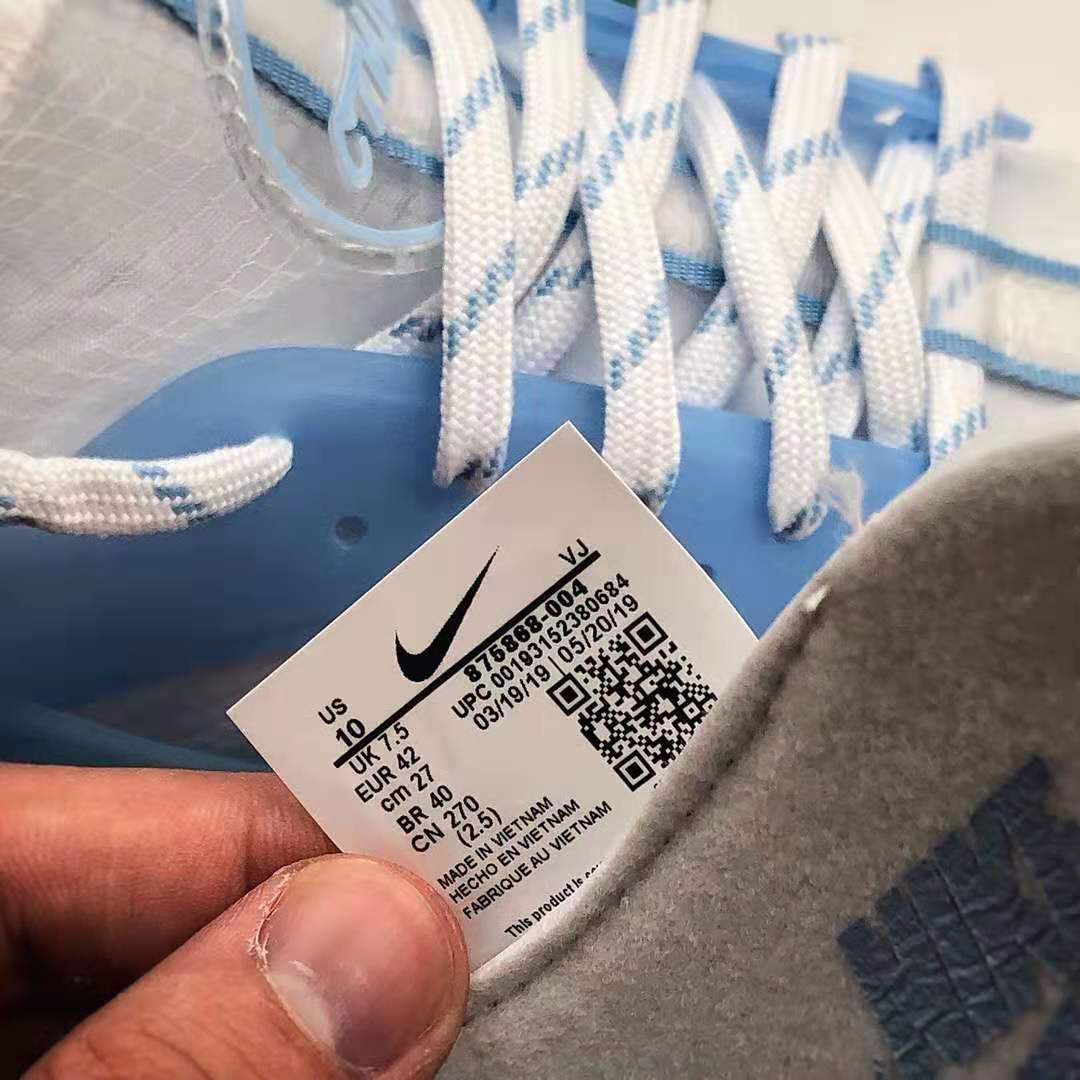 VJ
875868-004
UPC 00193152380684
03/19/19 | 05/20/19
US
10
UK 7.5
EUR 42
cm 27
BR 40
CN 270
(2.5)
MADE IN VIETNAM
HECHO EN VIETNAM
FABRIQUE AU VIETNAM
This product is